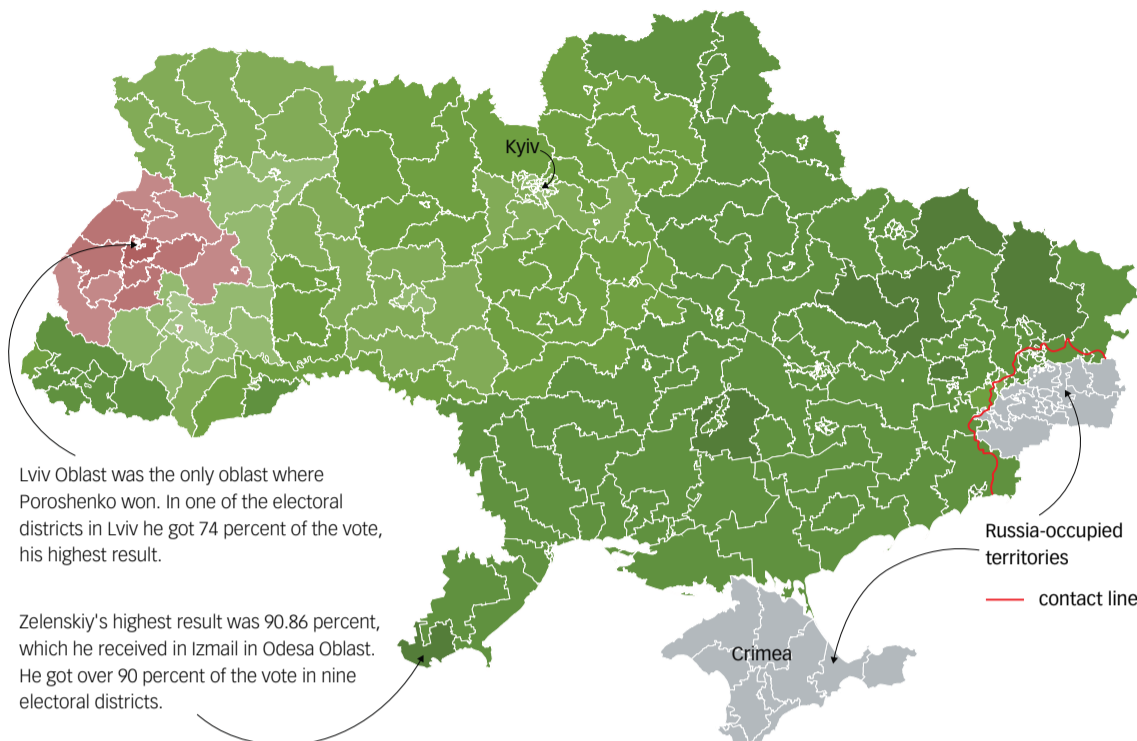 Kyiv
Lviv Oblast was the only oblast where
Poroshenko won. In one of the electoral
districts in Lviv he got 74 percent of the vote,
his highest result.
Russia-occupied
territories
contact line
Zelenskiy's highest result was 90.86 percent,
which he received in Izmail in Odesa Oblast.
He got over 90 percent of the vote in nine
electoral districts.
Crimea